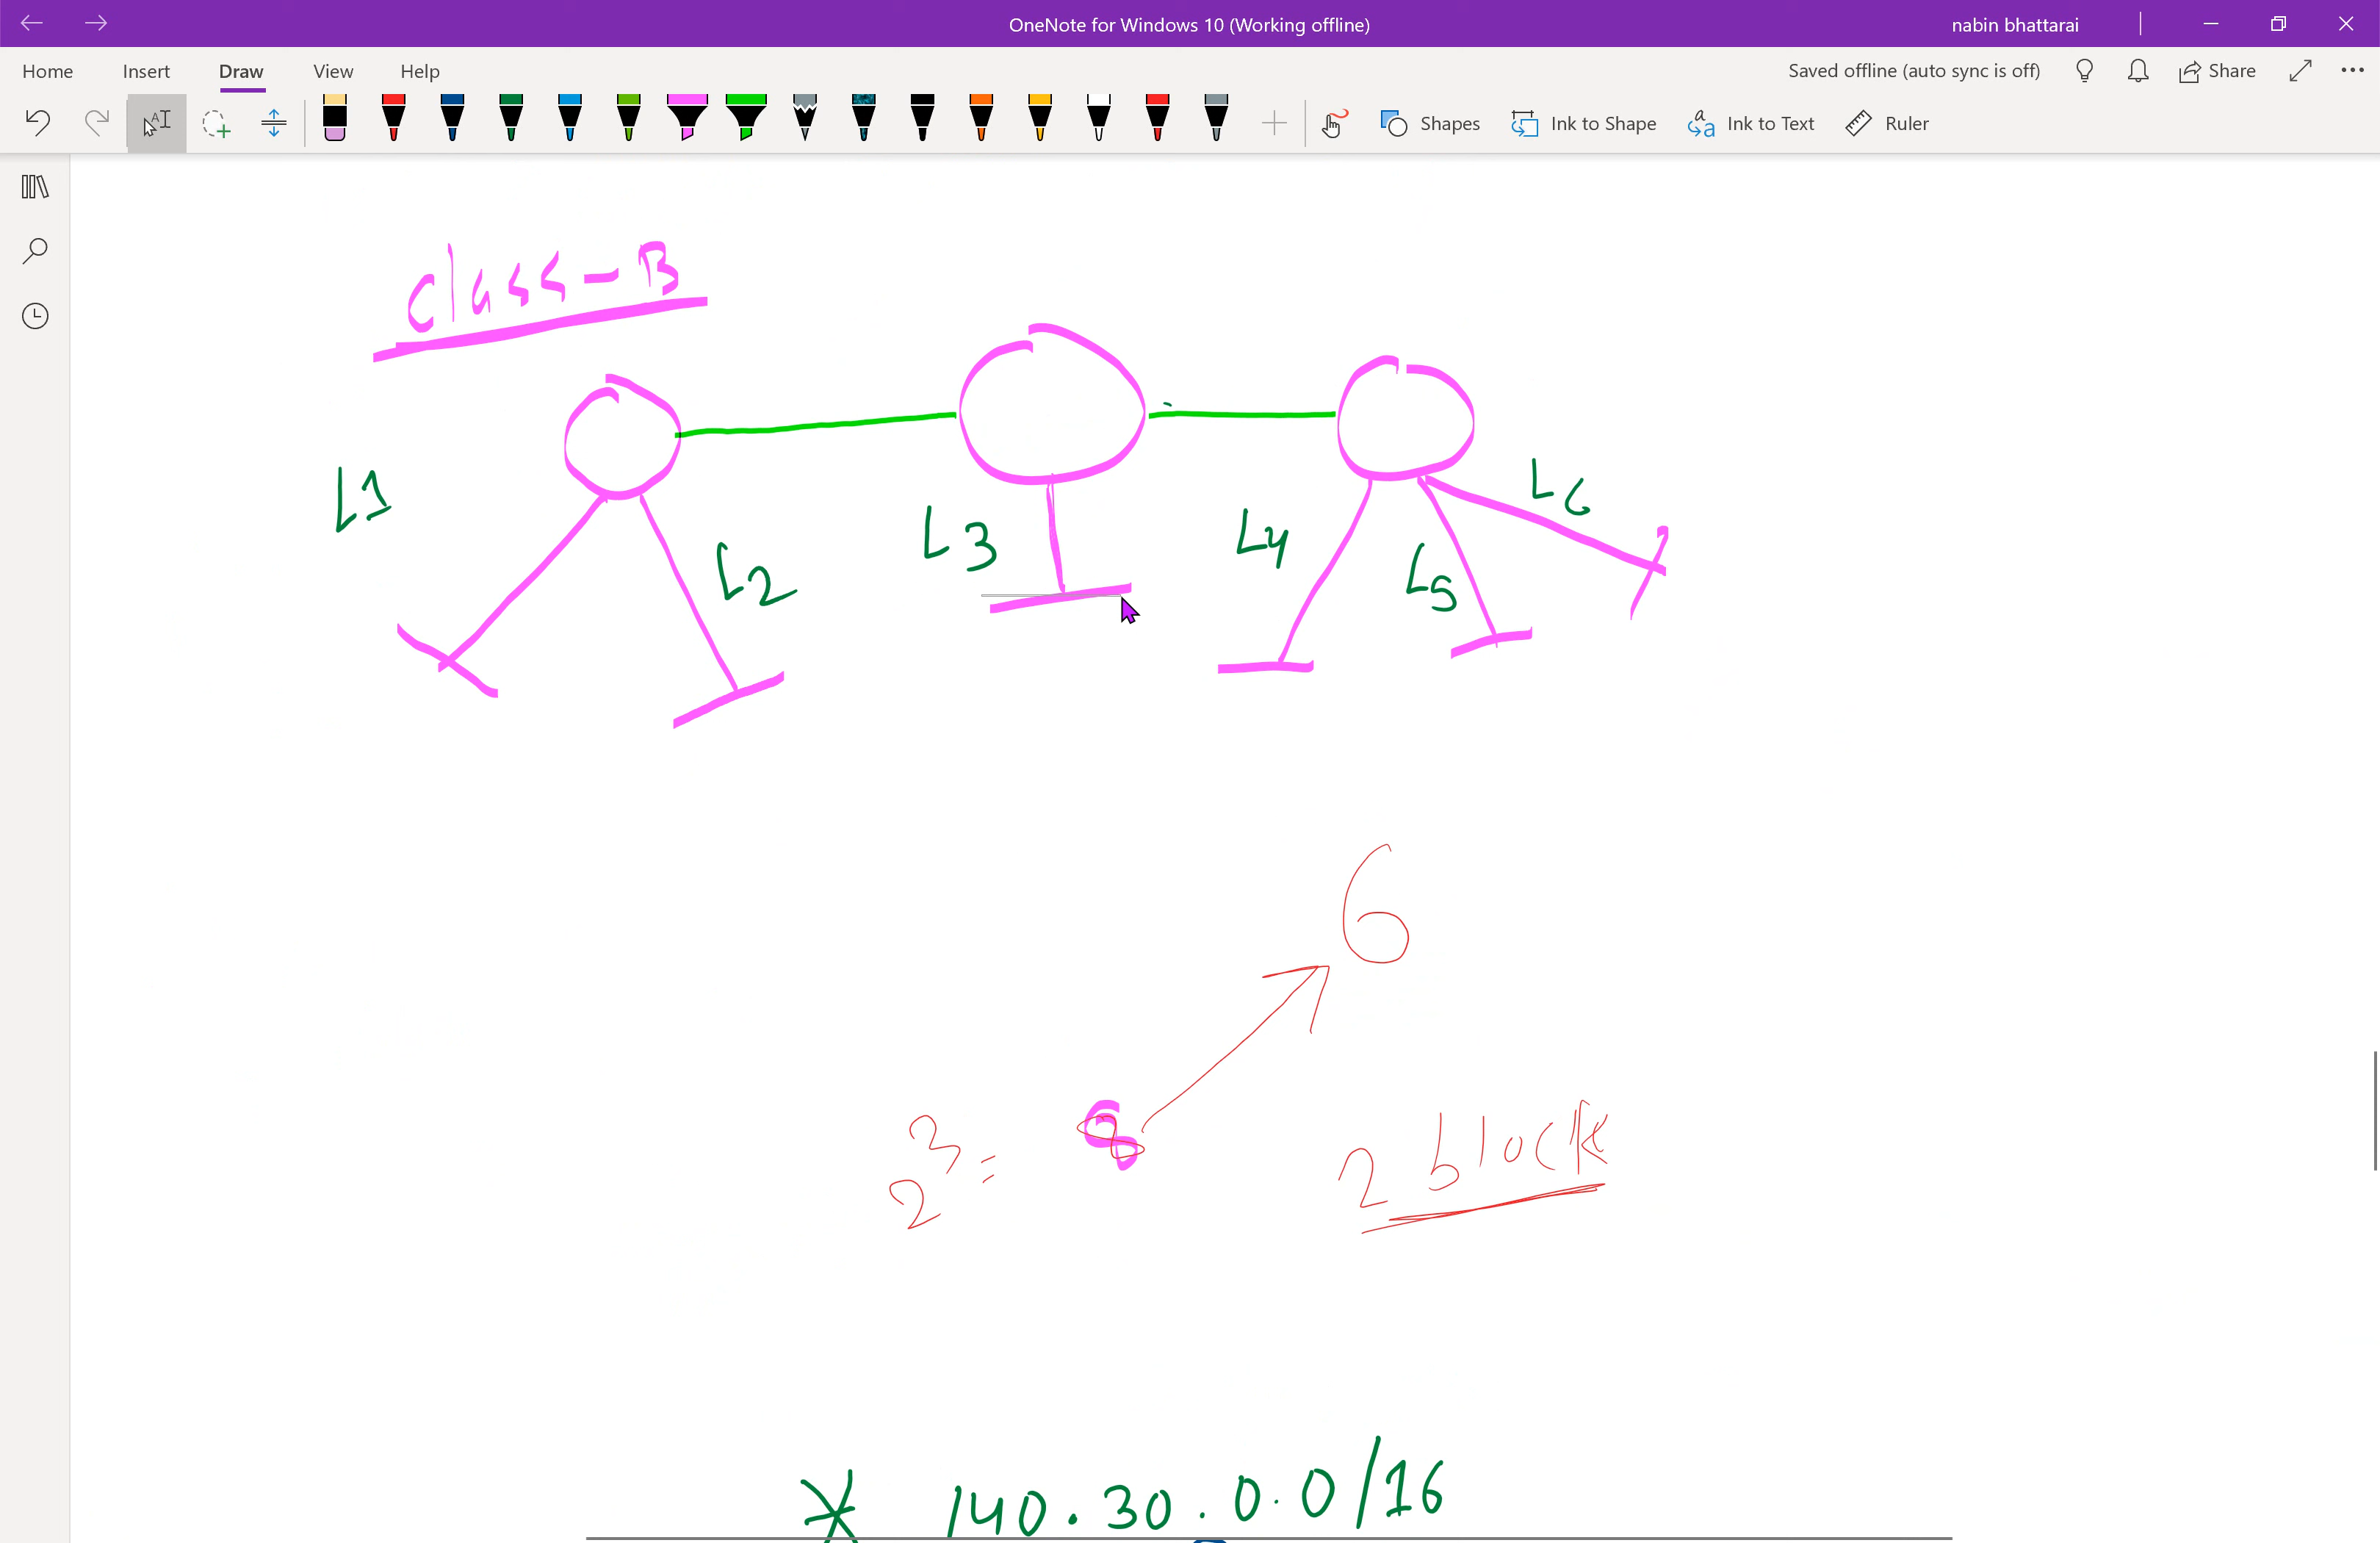 OneNote for Windows 10 (Working offline)
nabin bhattarai
Home Insert Draw View Help
Saved offline (auto sync is off)
Share
Shapes Ink to Shape Ink to Text Ruler
Class-B
L1
L2
L3
L4
L5
L6
6
2³ = 8
2 block
* 140.30.0.0/16